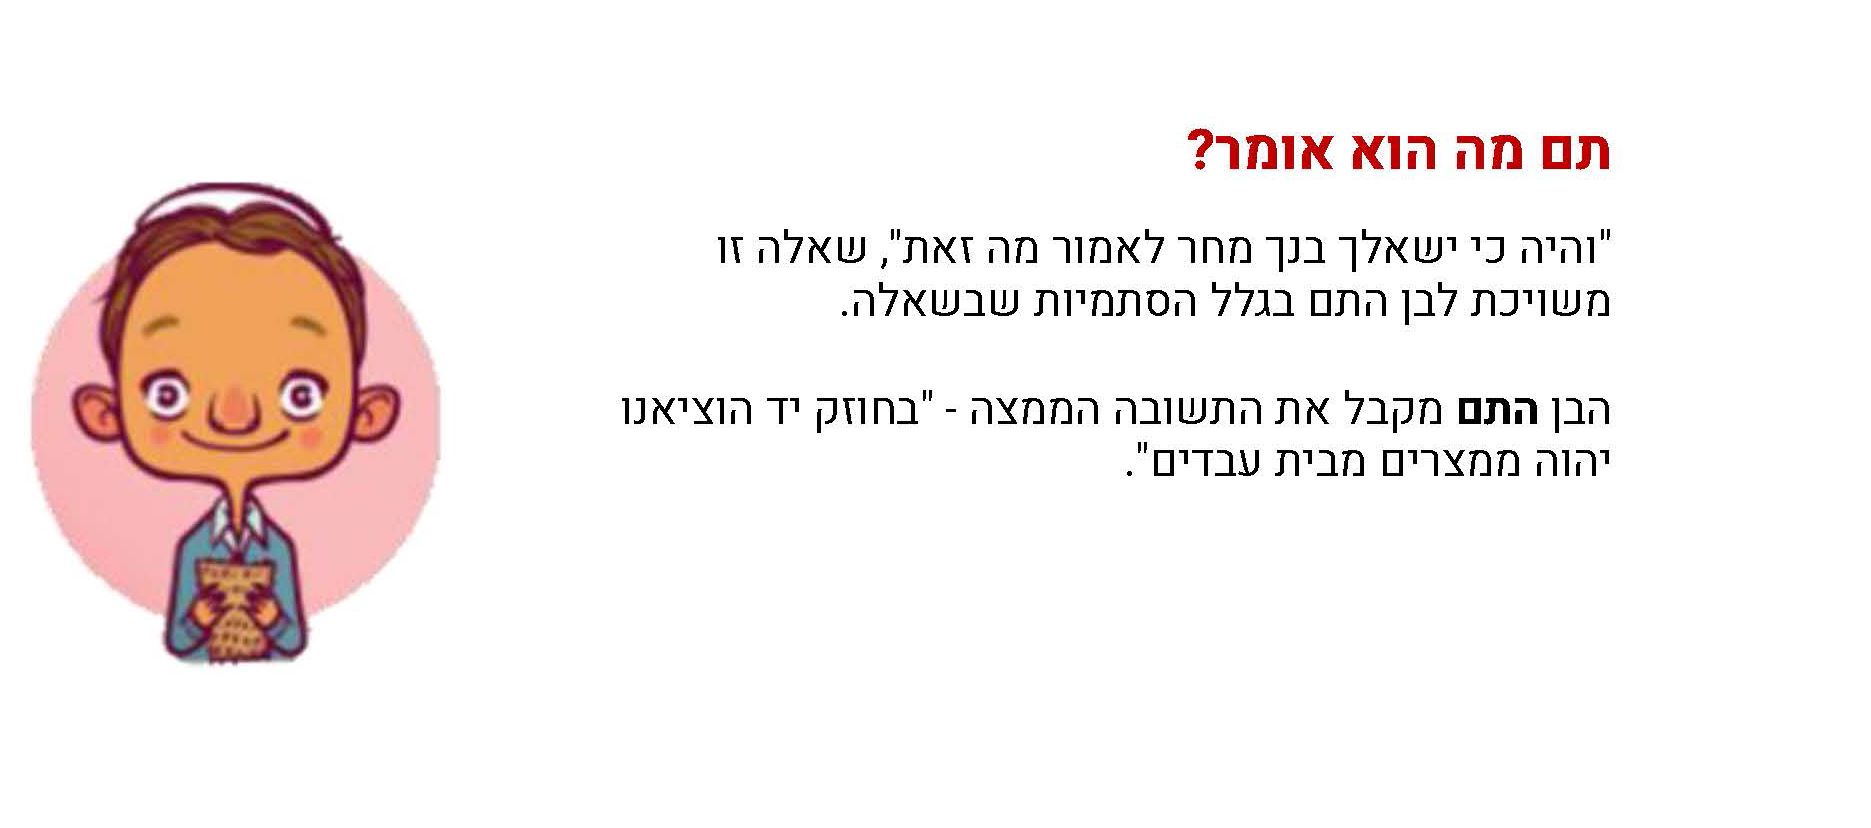 תם מה הוא אומר?
"והיה כי ישאלך בנך מחר לאמור מה זאת", שאלה זו
משויכת לבן התם בגלל הסתמיות שבשאלה.
הבן התם מקבל את התשובה הממצה - "בחוזק יד הוציאנו
יהוה ממצרים מבית עבדים".